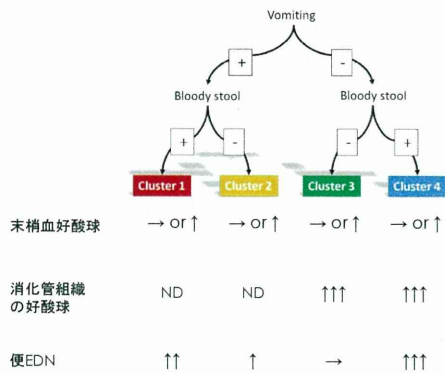 Vomiting
+ -
Bloody stool Bloody stool
+ - - +
Cluster 1 Cluster 2 Cluster 3 Cluster 4
末梢血好酸球 → or ↑ → or ↑ → or ↑ → or ↑
消化管組織
の好酸球 ND ND ↑↑↑ ↑↑↑
便EDN ↑↑ ↑ → ↑↑↑